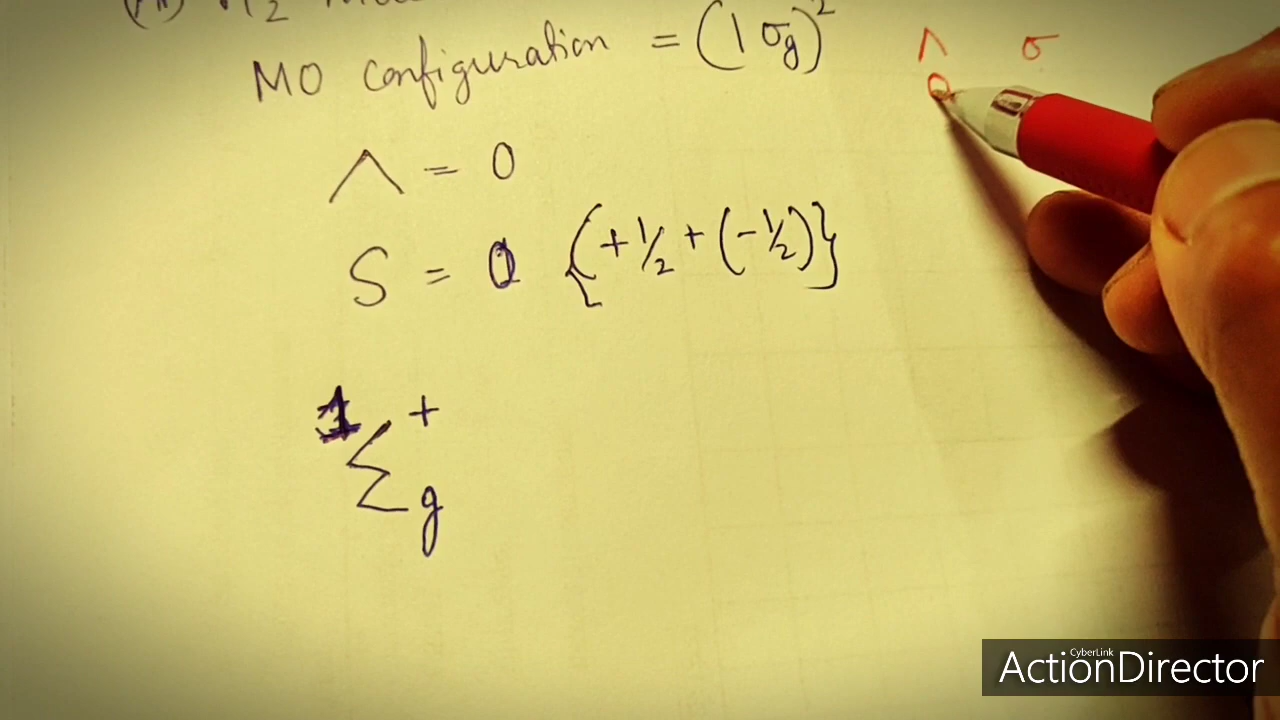 MO Configuration = (1σg)²
Λ σ
0
Λ = 0
S = 0 {(+1/2 + (-1/2)}
1Σg+
CyberLink
ActionDirector